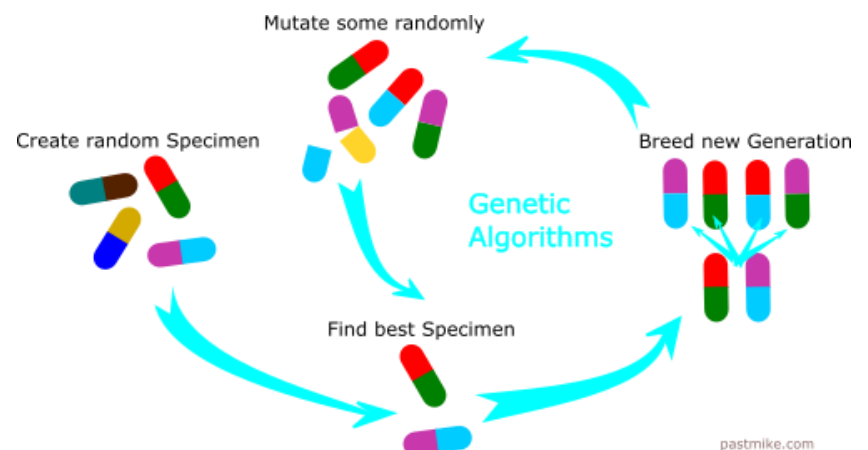 Mutate some randomly
Create random Specimen
Breed new Generation
Genetic
Algorithms
Find best Specimen
pastmike.com